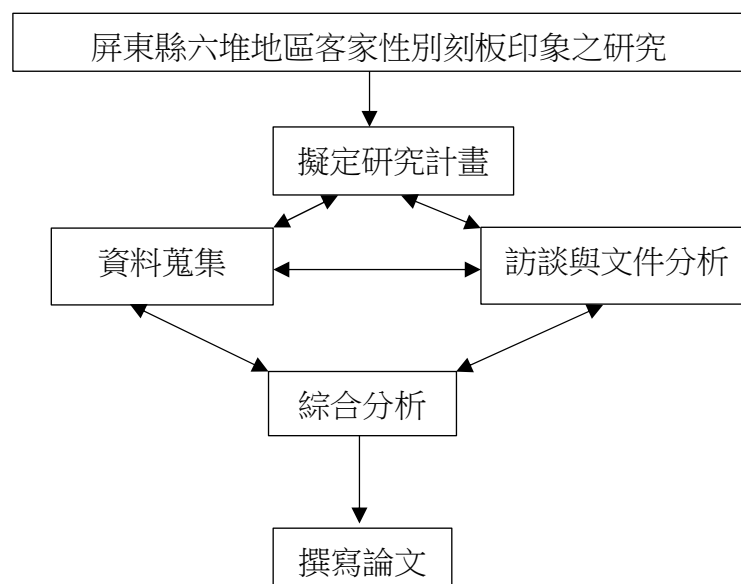 屏東縣六堆地區客家性別刻板印象之研究
擬定研究計畫
資料蒐集
訪談與文件分析
綜合分析
撰寫論文